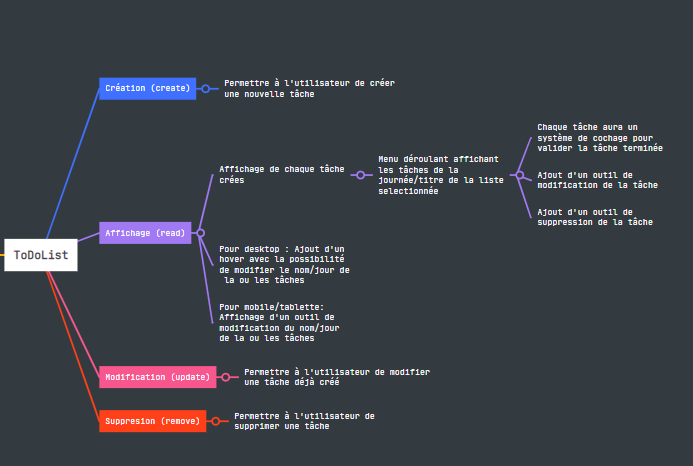 ToDoList
Création (create)
Permettre à l'utilisateur de créer
une nouvelle tâche
Affichage (read)
Affichage de chaque tâche
crées
Menu déroulant affichant
les tâches de la
journée/titre de la liste
selectionnée
Chaque tâche aura un
système de cochage pour
valider la tâche terminée
Ajout d'un outil de
modification de la tâche
Ajout d'un outil de
suppression de la tâche
Pour desktop : Ajout d'un
hover avec la possibilité
de modifier le nom/jour de
la ou les tâches
Pour mobile/tablette:
Affichage d'un outil de
modification du nom/jour
de la ou les tâches
Modification (update)
Permettre à l'utilisateur de modifier
une tâche déjà créé
Suppresion (remove)
Permettre à l'utilisateur de
supprimer une tâche